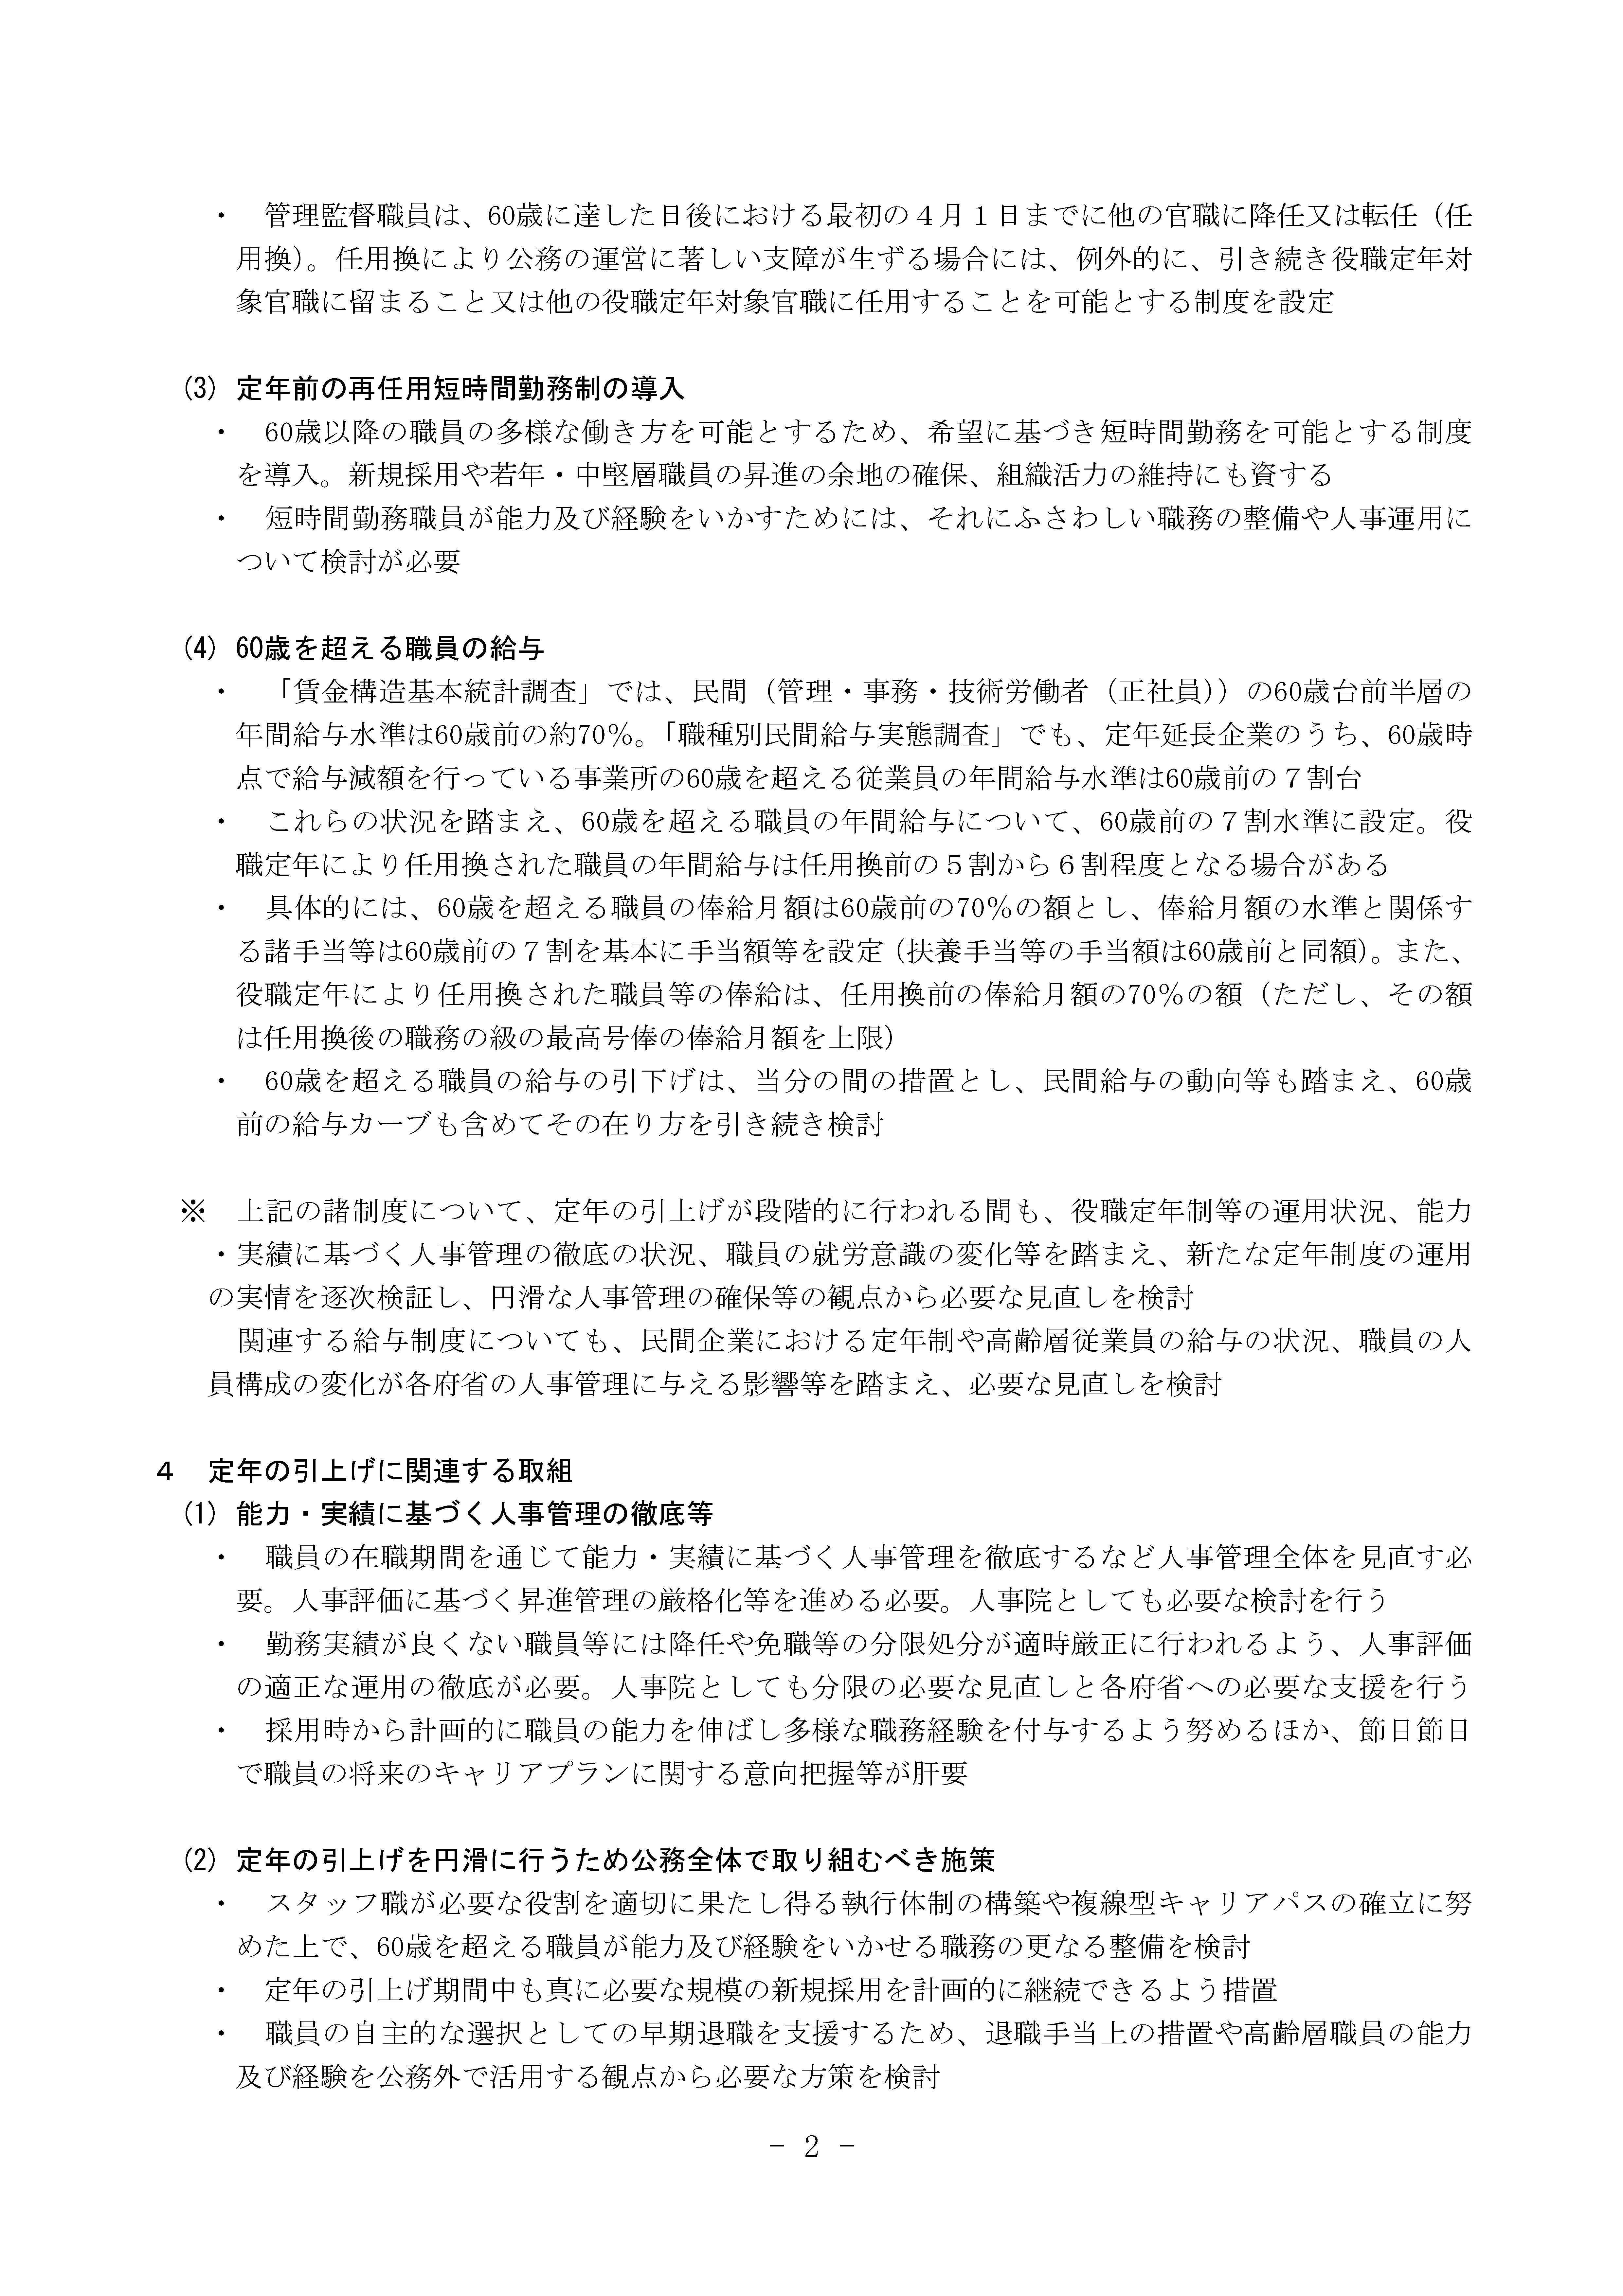 ・　管理監督職員は、60歳に達した日後における最初の４月１日までに他の官職に降任又は転任（任
用換）。任用換により公務の運営に著しい支障が生ずる場合には、例外的に、引き続き役職定年対
象官職に留まること又は他の役職定年対象官職に任用することを可能とする制度を設定
(3) 定年前の再任用短時間勤務制の導入
・　60歳以降の職員の多様な働き方を可能とするため、希望に基づき短時間勤務を可能とする制度
を導入。新規採用や若年・中堅層職員の昇進の余地の確保、組織活力の維持にも資する
・　短時間勤務職員が能力及び経験をいかすためには、それにふさわしい職務の整備や人事運用に
ついて検討が必要
(4) 60歳を超える職員の給与
・　「賃金構造基本統計調査」では、民間（管理・事務・技術労働者（正社員））の60歳台前半層の
年間給与水準は60歳前の約70％。「職種別民間給与実態調査」でも、定年延長企業のうち、60歳時
点で給与減額を行っている事業所の60歳を超える従業員の年間給与水準は60歳前の７割台
・　これらの状況を踏まえ、60歳を超える職員の年間給与について、60歳前の７割水準に設定。役
職定年により任用換された職員の年間給与は任用換前の５割から６割程度となる場合がある
・　具体的には、60歳を超える職員の俸給月額は60歳前の70％の額とし、俸給月額の水準と関係す
る諸手当等は60歳前の７割を基本に手当額等を設定（扶養手当等の手当額は60歳前と同額）。また、
役職定年により任用換された職員等の俸給は、任用換前の俸給月額の70％の額（ただし、その額
は任用換後の職務の級の最高号俸の俸給月額を上限）
・　60歳を超える職員の給与の引下げは、当分の間の措置とし、民間給与の動向等も踏まえ、60歳
前の給与カーブも含めてその在り方を引き続き検討
※　上記の諸制度について、定年の引上げが段階的に行われる間も、役職定年制等の運用状況、能力
・実績に基づく人事管理の徹底の状況、職員の就労意識の変化等を踏まえ、新たな定年制度の運用
の実情を逐次検証し、円滑な人事管理の確保等の観点から必要な見直しを検討
関連する給与制度についても、民間企業における定年制や高齢層従業員の給与の状況、職員の人
員構成の変化が各府省の人事管理に与える影響等を踏まえ、必要な見直しを検討
４　定年の引上げに関連する取組
(1) 能力・実績に基づく人事管理の徹底等
・　職員の在職期間を通じて能力・実績に基づく人事管理を徹底するなど人事管理全体を見直す必
要。人事評価に基づく昇進管理の厳格化等を進める必要。人事院としても必要な検討を行う
・　勤務実績が良くない職員等には降任や免職等の分限処分が適時厳正に行われるよう、人事評価
の適正な運用の徹底が必要。人事院としても分限の必要な見直しと各府省への必要な支援を行う
・　採用時から計画的に職員の能力を伸ばし多様な職務経験を付与するよう努めるほか、節目節目
で職員の将来のキャリアプランに関する意向把握等が肝要
(2) 定年の引上げを円滑に行うため公務全体で取り組むべき施策
・　スタッフ職が必要な役割を適切に果たし得る執行体制の構築や複線型キャリアパスの確立に努
めた上で、60歳を超える職員が能力及び経験をいかせる職務の更なる整備を検討
・　定年の引上げ期間中も真に必要な規模の新規採用を計画的に継続できるよう措置
・　職員の自主的な選択としての早期退職を支援するため、退職手当上の措置や高齢層職員の能力
及び経験を公務外で活用する観点から必要な方策を検討
－ 2 －